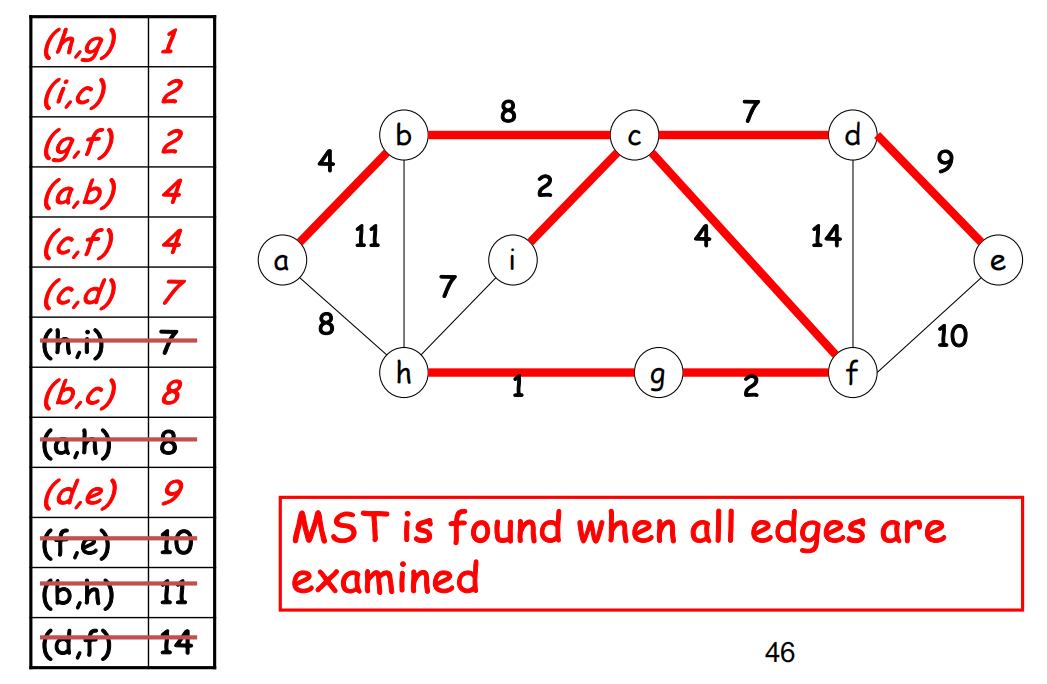 (h,g) 1
(i,c) 2
(g,f) 2
(a,b) 4
(c,f) 4
(c,d) 7
(h,i) 7
(b,c) 8
(a,h) 8
(d,e) 9
(f,e) 10
(b,h) 11
(d,f) 14
8 7
b c d
4 2 9
11 4 14
a i e
7
8 10
h g f
1 2
MST is found when all edges are
examined
46